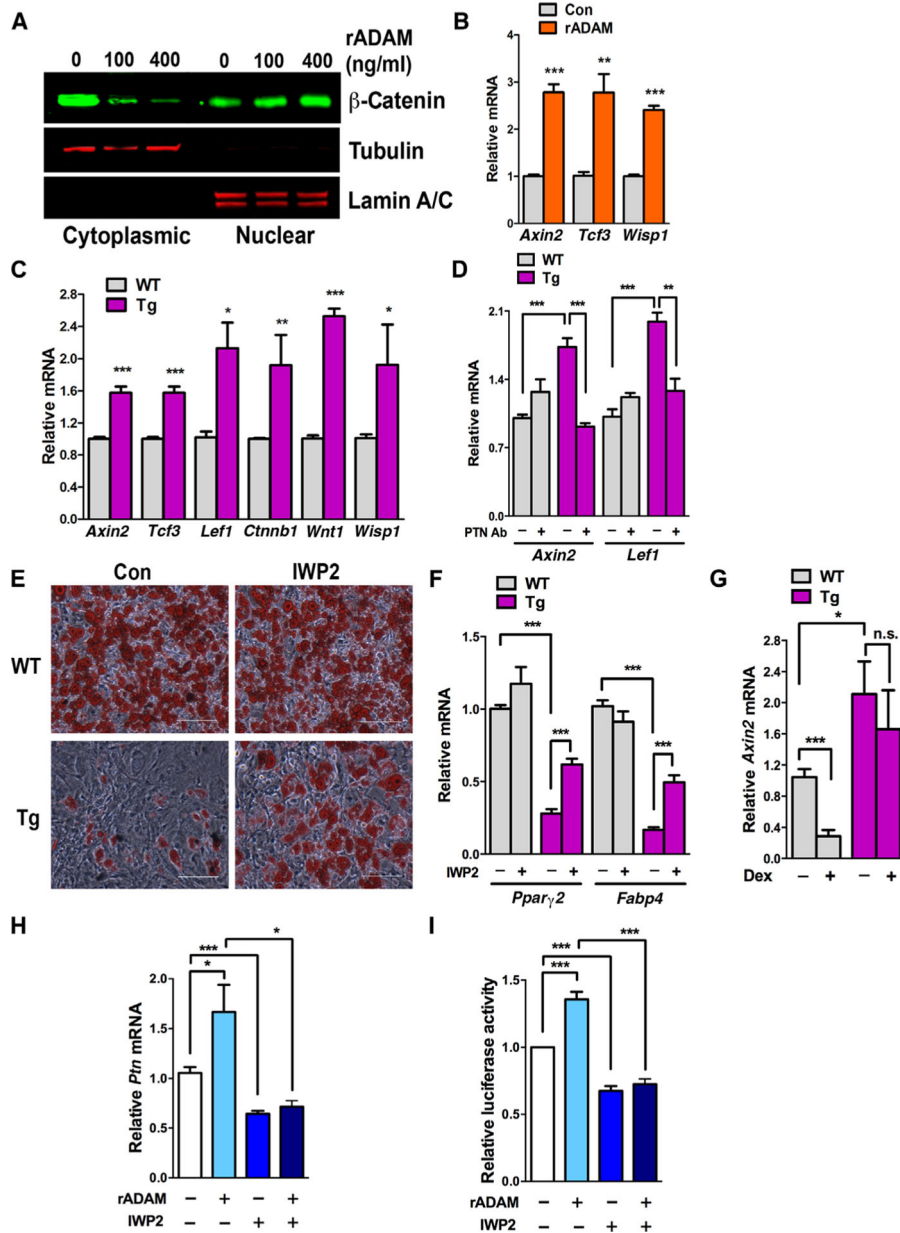 A
0 100 400 0 100 400 rADAM
(ng/ml)
β-Catenin
Tubulin
Lamin A/C
Cytoplasmic Nuclear
B
Con
rADAM
Relative mRNA
4
3
2
1
0
*** ** ***
Axin2 Tcf3 Wisp1
C
WT
Tg
Relative mRNA
2.8
2.4
2.0
1.6
1.2
0.8
0.4
0.0
*** *** * ** *** *
Axin2 Tcf3 Lef1 Ctnnb1 Wnt1 Wisp1
D
WT
Tg
Relative mRNA
2.1
1.4
0.7
0.0
*** *** *** **
PTN Ab − + − + − + − +
Axin2 Lef1
E
Con IWP2
WT
Tg
F
WT
Tg
Relative mRNA
1.5
1.0
0.5
0.0
*** *** *** ***
IWP2 − + − + − + − +
Pparγ2 Fabp4
G
WT
Tg
Relative Axin2 mRNA
2.8
2.4
2.0
1.6
1.2
0.8
0.4
0.0
* n.s.
***
Dex − + − +
H
Relative Ptn mRNA
2.0
1.5
1.0
0.5
0.0
*
***
*
rADAM − + − +
IWP2 − − + +
I
Relative luciferase activity
1.5
1.0
0.5
0.0
***
***
***
rADAM − + − +
IWP2 − − + +